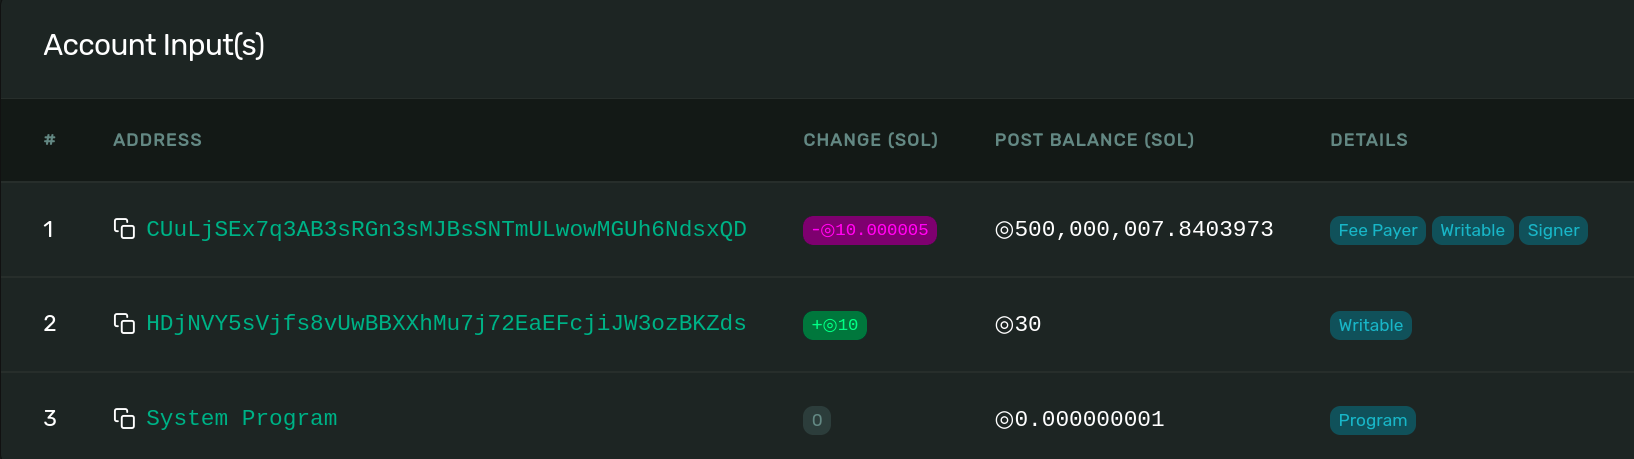 Account Input(s)
# ADDRESS CHANGE (SOL) POST BALANCE (SOL) DETAILS
1 CUuLjSEx7q3AB3sRGn3sMJBsSNTmULwowMGUh6NdsxQD -◎10.000005 ◎500,000,007.8403973 Fee Payer Writable Signer
2 HDjNVY5sVjfs8vUwBBXXhMu7j72EaEFcjiJW3ozBKZds +◎10 ◎30 Writable
3 System Program 0 ◎0.000000001 Program